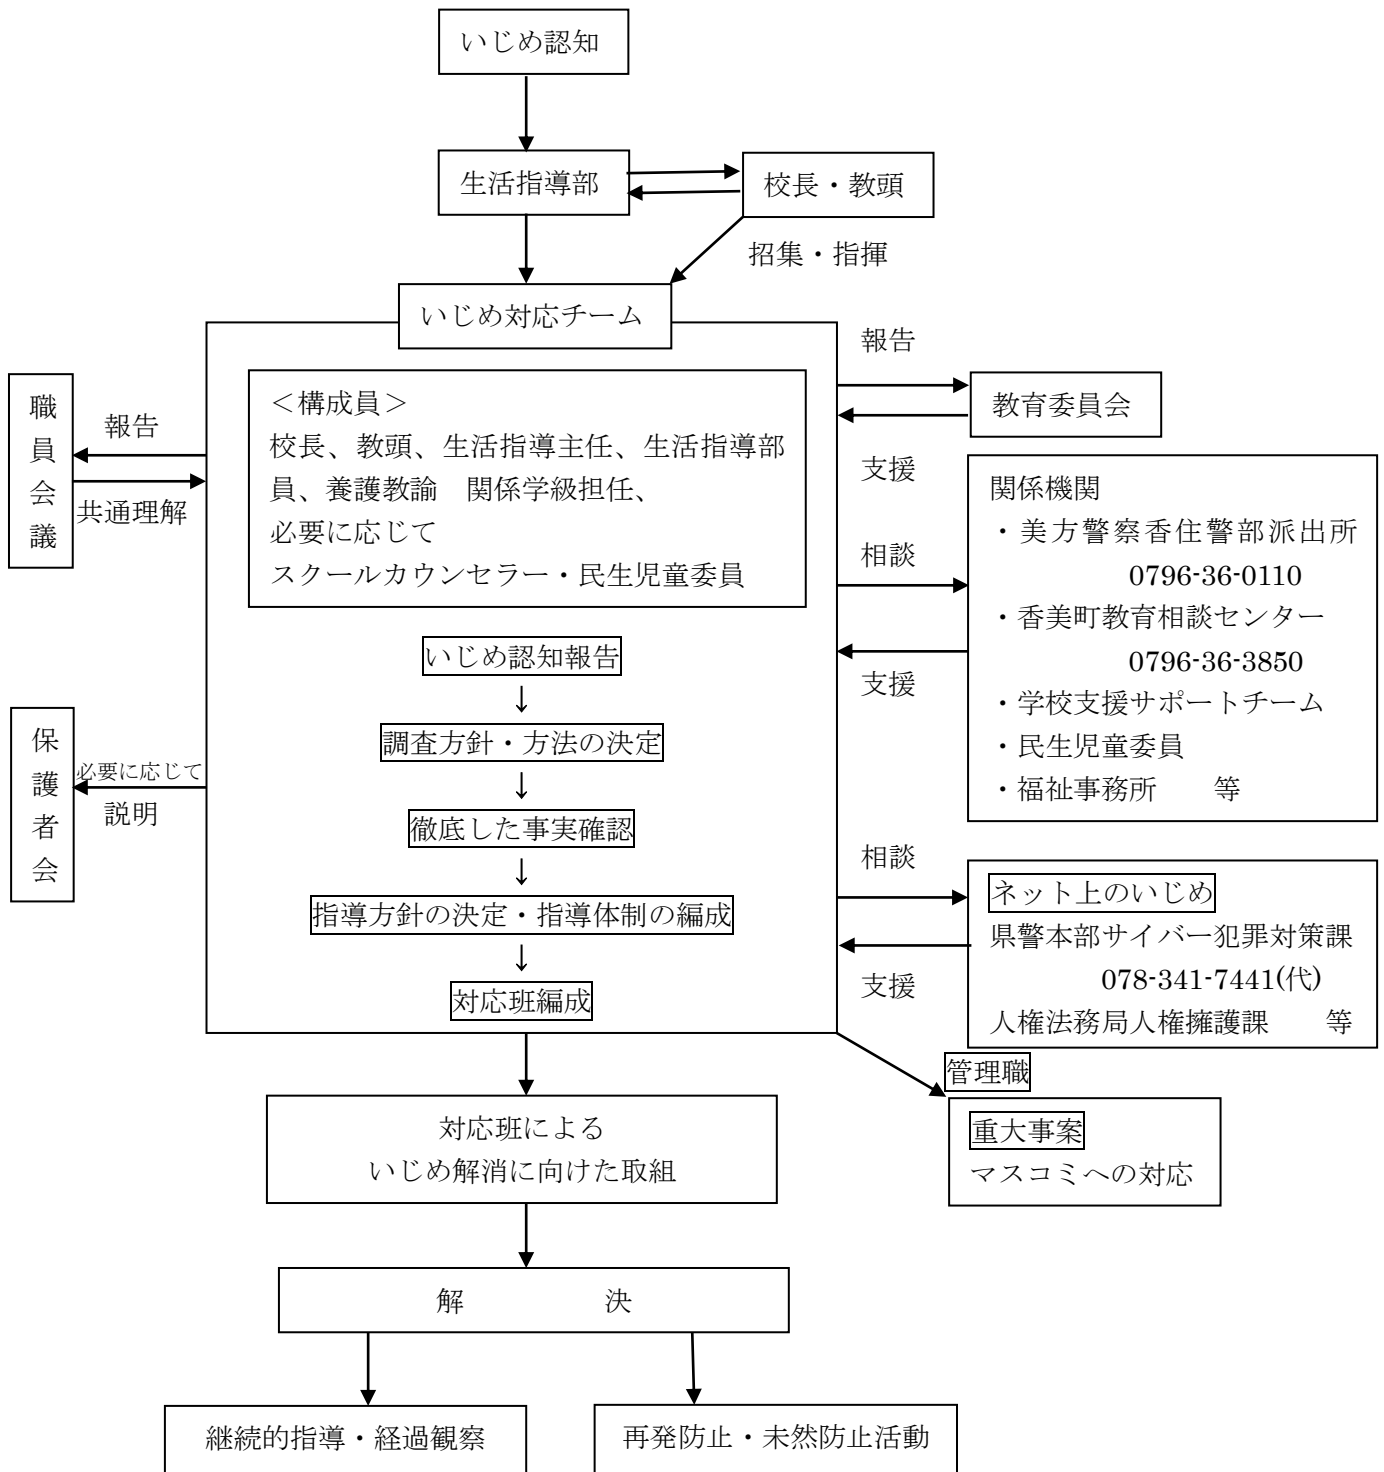 いじめ認知
生活指導部
校長・教頭
招集・指揮
いじめ対応チーム
＜構成員＞
校長、教頭、生活指導主任、生活指導部
員、養護教諭　関係学級担任、
必要に応じて
スクールカウンセラー・民生児童委員
いじめ認知報告
↓
調査方針・方法の決定
↓
徹底した事実確認
↓
指導方針の決定・指導体制の編成
↓
対応班編成
職員会議
報告
共通理解
保護者会
必要に応じて
説明
報告
教育委員会
支援
相談
支援
関係機関
・美方警察香住警部派出所
0796-36-0110
・香美町教育相談センター
0796-36-3850
・学校支援サポートチーム
・民生児童委員
・福祉事務所　　等
相談
支援
ネット上のいじめ
県警本部サイバー犯罪対策課
078-341-7441(代)
人権法務局人権擁護課　　等
管理職
重大事案
マスコミへの対応
対応班による
いじめ解消に向けた取組
解　　　　　決
継続的指導・経過観察
再発防止・未然防止活動